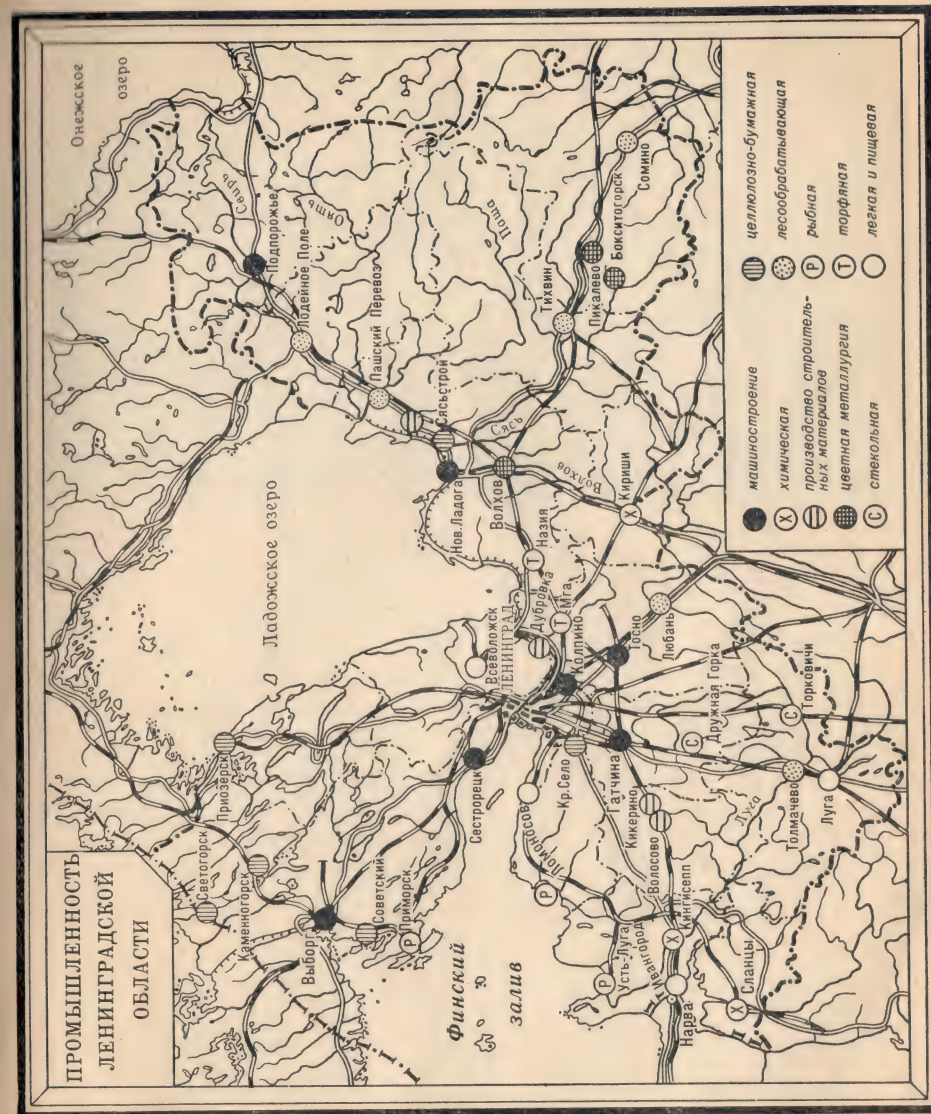 ПРОМЫШЛЕННОСТЬ
ЛЕНИНГРАДСКОЙ
ОБЛАСТИ
Онежское
озеро
Ладожское озеро
Финский
залив
Свирь
Оять
Паша
Сясь
Волхов
Луга
Светогорск
Каменногорск
Приозерск
Выборг
Советский
Приморск
Сестрорецк
Всеволожск
ЛЕНИНГРАД
Ломоносов
Кр.Село
Колпино
Дубровка
Мга
Назия
Нов.Ладога
Волхов
Сясьстрой
Пашский Перевоз
Лодейное Поле
Подпорожье
Тихвин
Пикалево
Бокситогорск
Сомино
Кириши
Тосно
Любань
Гатчина
Кикерино
Волосово
Дружная Горка
Торковичи
Толмачево
Луга
Усть-Луга
Ивангород
Кингисепп
Нарва
Сланцы
Р
Р
Р
Х
Х
Х
Т
Т
С
С
машиностроение
Х химическая
производство строитель-
ных материалов
цветная металлургия
С стекольная
целлюлозно-бумажная
лесообрабатывающая
Р рыбная
Т торфяная
легкая и пищевая